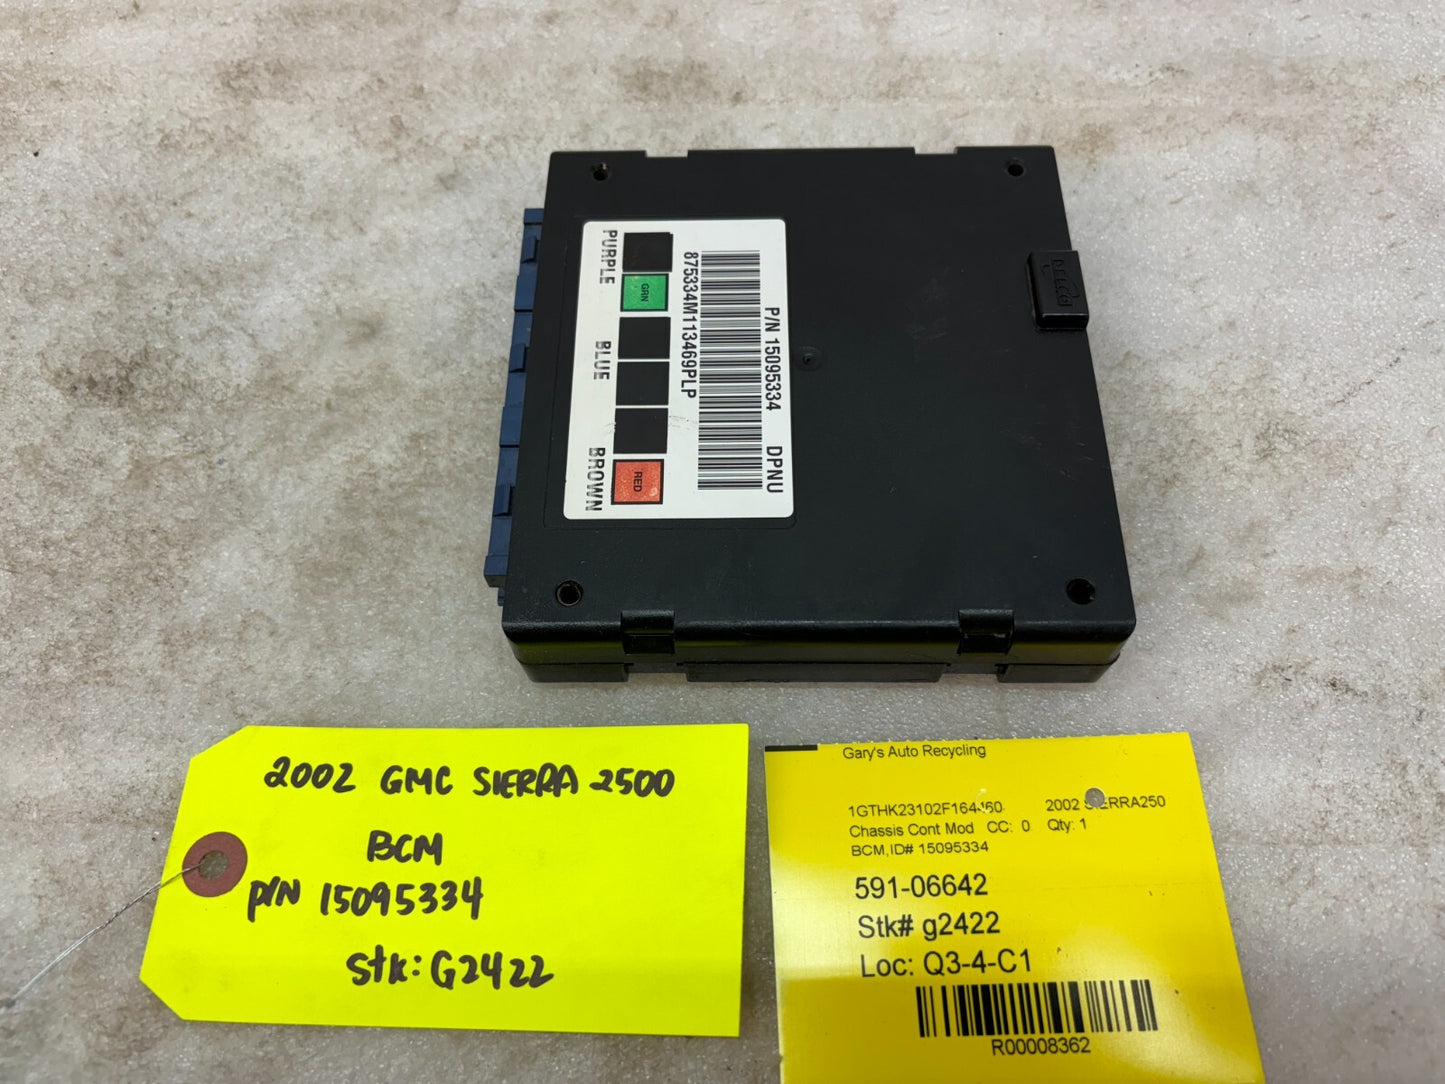 P/N 15095334 DPNU
875334M113469PLP
GRN
RED
PURPLE BLUE BROWN
DELCO
2002 GMC SIERRA 2500
BCM
P/N 15095334
Stk: G2422
Gary's Auto Recycling
2002
Chassis Cont Mod CC: 0 Qty: 1
BCM,ID# 15095334
591-06642
Stk# g2422
Loc: Q3-4-C1
R00008362